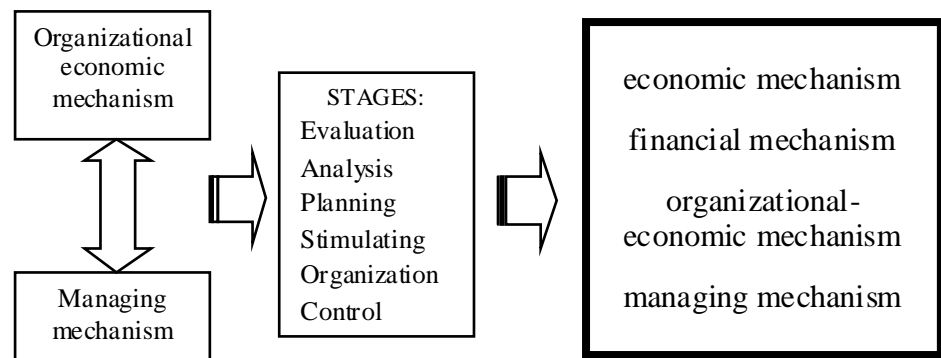 Organizational
economic
mechanism
Managing
mechanism
STAGES:
Evaluation
Analysis
Planning
Stimulating
Organization
Control
economic mechanism
financial mechanism
organizational-
economic mechanism
managing mechanism